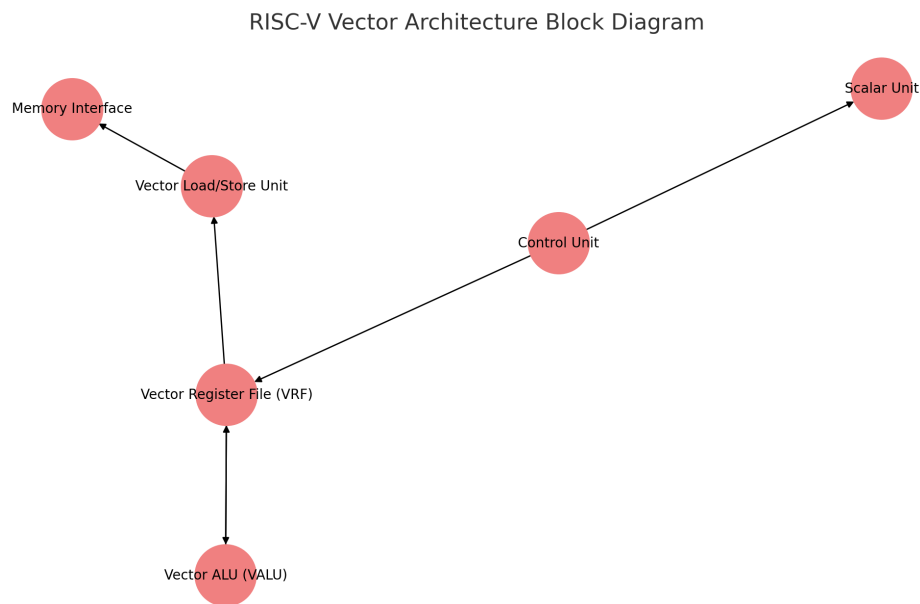 RISC-V Vector Architecture Block Diagram
Scalar Unit
Memory Interface
Vector Load/Store Unit
Control Unit
Vector Register File (VRF)
Vector ALU (VALU)